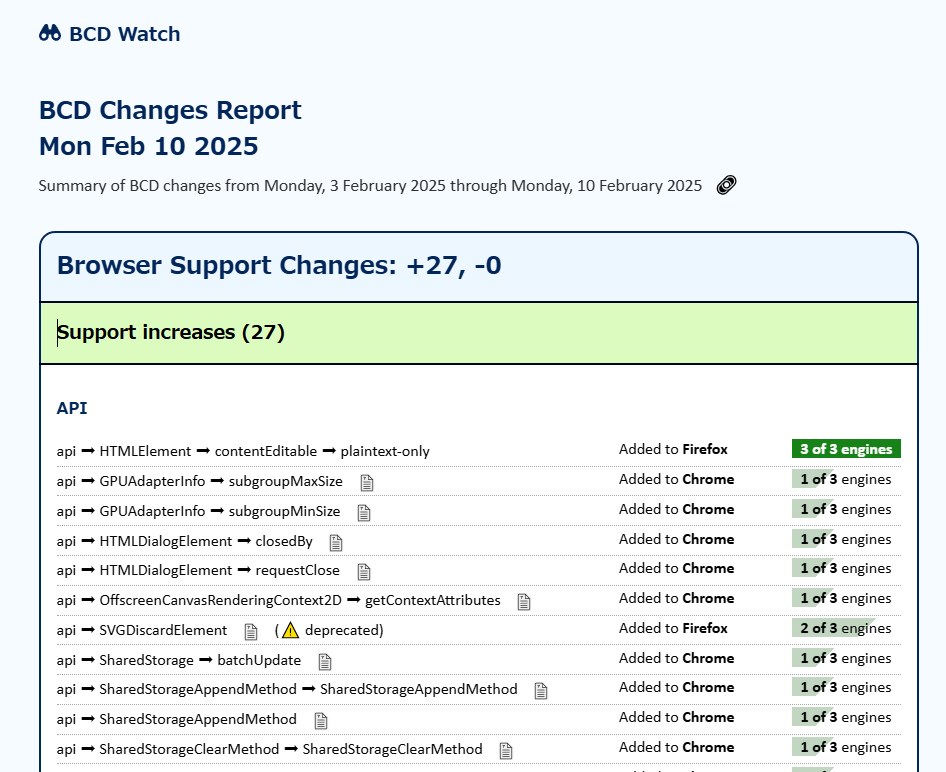 BCD Watch
BCD Changes Report
Mon Feb 10 2025
Summary of BCD changes from Monday, 3 February 2025 through Monday, 10 February 2025
Browser Support Changes: +27, -0
Support increases (27)
API
api ➡ HTMLElement ➡ contentEditable ➡ plaintext-only Added to Firefox 3 of 3 engines
api ➡ GPUAdapterInfo ➡ subgroupMaxSize Added to Chrome 1 of 3 engines
api ➡ GPUAdapterInfo ➡ subgroupMinSize Added to Chrome 1 of 3 engines
api ➡ HTMLDialogElement ➡ closedBy Added to Chrome 1 of 3 engines
api ➡ HTMLDialogElement ➡ requestClose Added to Chrome 1 of 3 engines
api ➡ OffscreenCanvasRenderingContext2D ➡ getContextAttributes Added to Chrome 1 of 3 engines
api ➡ SVGDiscardElement (⚠ deprecated) Added to Firefox 2 of 3 engines
api ➡ SharedStorage ➡ batchUpdate Added to Chrome 1 of 3 engines
api ➡ SharedStorageAppendMethod ➡ SharedStorageAppendMethod Added to Chrome 1 of 3 engines
api ➡ SharedStorageAppendMethod Added to Chrome 1 of 3 engines
api ➡ SharedStorageClearMethod ➡ SharedStorageClearMethod Added to Chrome 1 of 3 engines